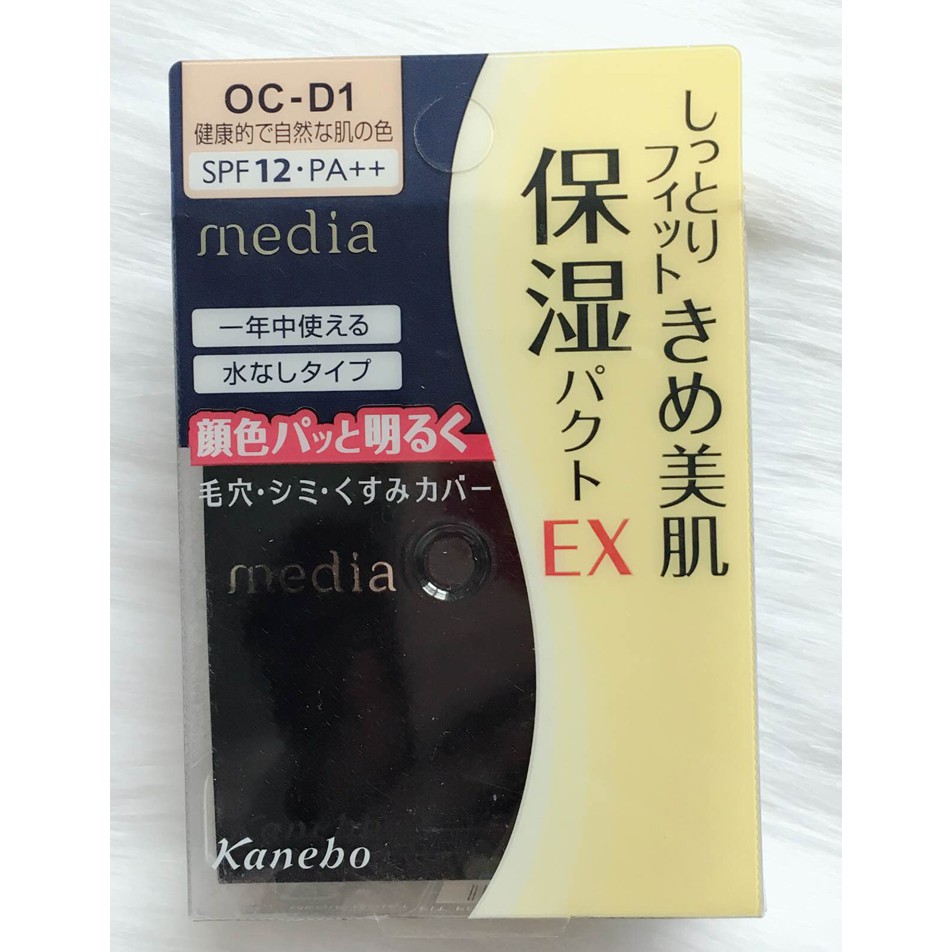 OC-D1
健康的で自然な肌の色
SPF 12・PA++
media
一年中使える
水なしタイプ
顔色パッと明るく
毛穴・シミ・くすみカバー
media
Kanebo
しっとり
フィット
きめ美肌
保湿パクトEX